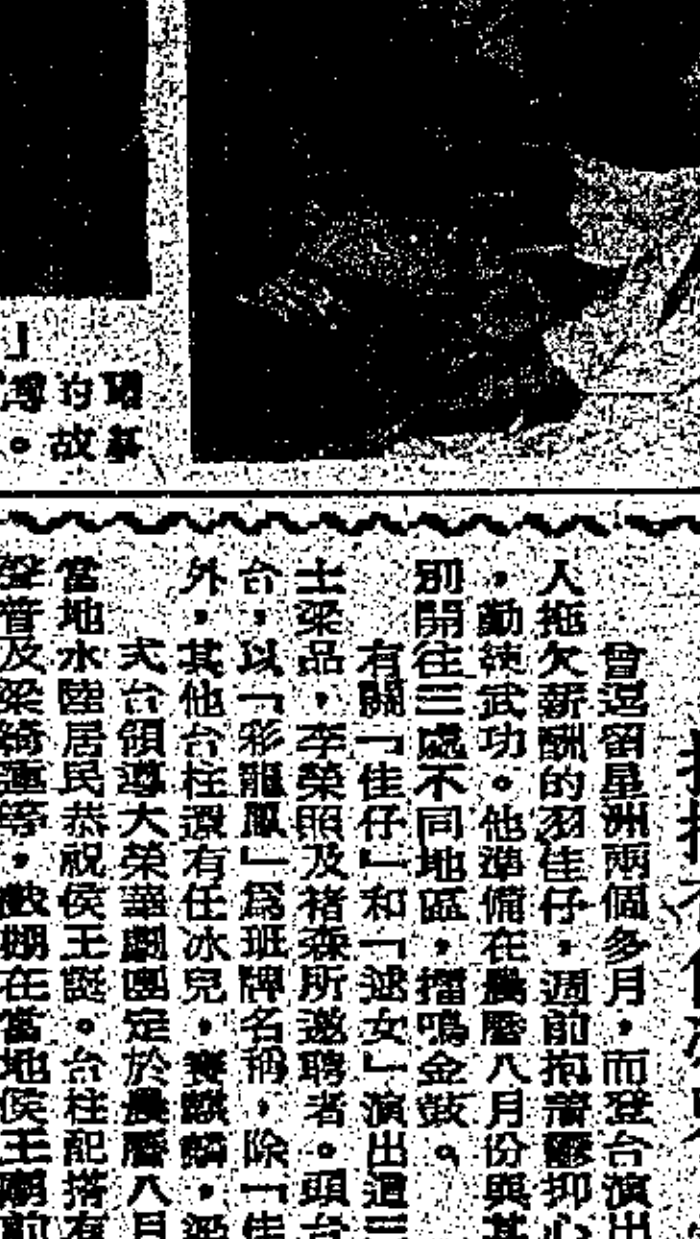 的故
。
」
曾逗留星洲兩個多月，而登台演出
人拖欠薪酬的羽佳仔，週前抱着鬱抑心
，勤練武功。他準備在農曆八月份與其
別開往三處不同地區，擂鳴金鼓。
有關「佳仔」和「女」演出這三
士梁品，李榮照及褚森所邀聘者。頭台
台，以「彩龍鳳」爲班牌名稱，除「佳
外，其他台柱還有任冰兒，賽麒麟，梁
弍台領導大榮華劇團定於農曆八月
當地水陸居民恭祝侯王誕。台柱配搭有
聲音及梁綺蓮等，戲棚在當地侯王廟前